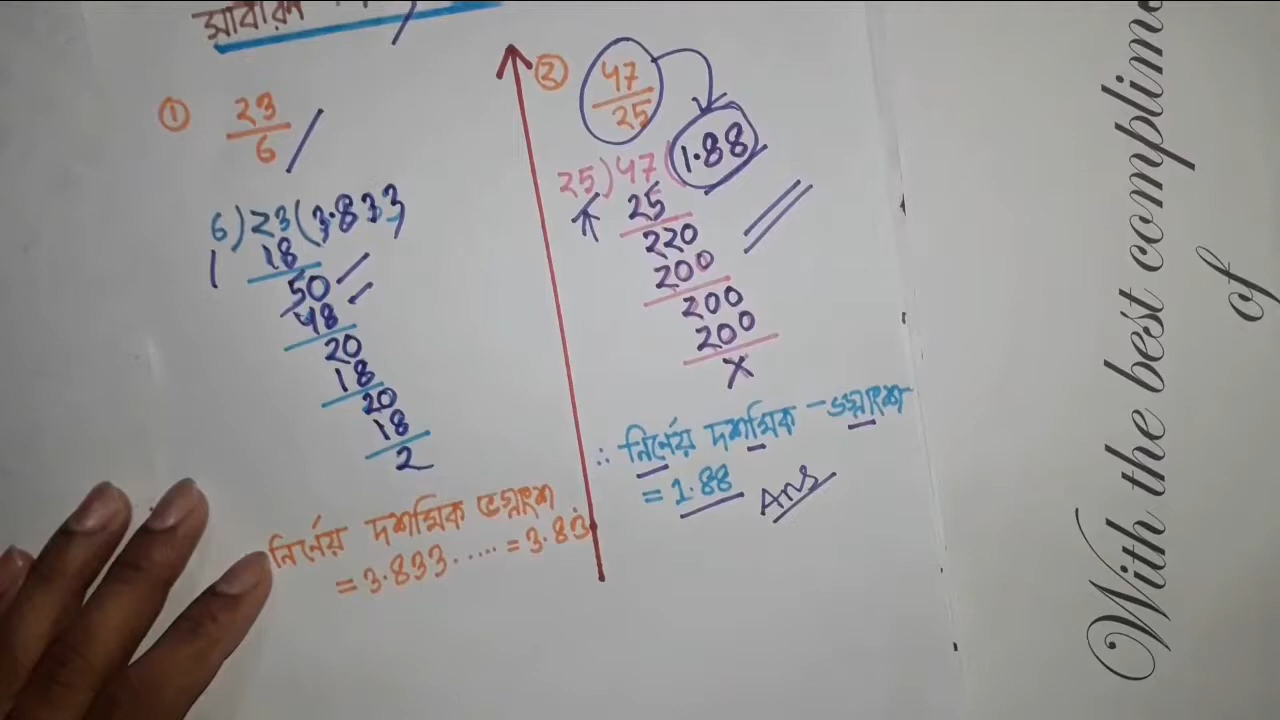 সাধারণ
① 23/6
6)23(3.833
1 18
50
48
20
18
20
18
2
নির্ণেয় দশমিক ভগ্নাংশ
= 3.833..... = 3.83̇
② 47/25
25)47(1.88
25
220
200
200
200
×
∴ নির্ণেয় দশমিক ভগ্নাংশ
= 1.88 Ans
With the best
of